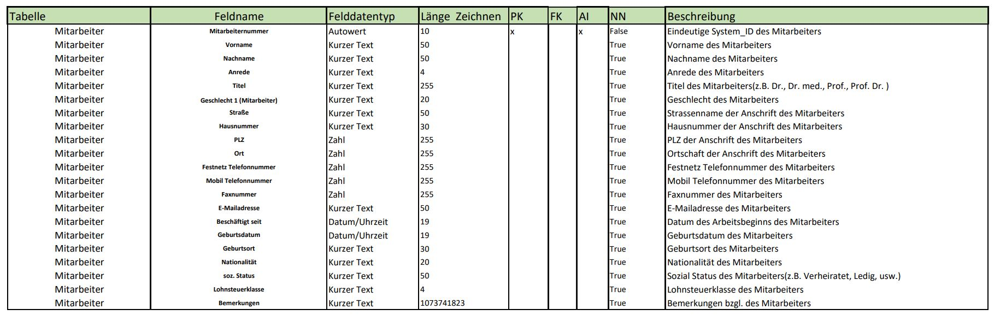 Tabelle Feldname Felddatentyp Länge Zeichnen PK FK AI NN Beschreibung
Mitarbeiter Mitarbeiternummer Autowert 10 x x False Eindeutige System_ID des Mitarbeiters
Mitarbeiter Vorname Kurzer Text 50 True Vorname des Mitarbeiters
Mitarbeiter Nachname Kurzer Text 50 True Nachname des Mitarbeiters
Mitarbeiter Anrede Kurzer Text 4 True Anrede des Mitarbeiters
Mitarbeiter Titel Kurzer Text 255 True Titel des Mitarbeiters(z.B. Dr., Dr. med., Prof., Prof. Dr. )
Mitarbeiter Geschlecht 1 (Mitarbeiter) Kurzer Text 20 True Geschlecht des Mitarbeiters
Mitarbeiter Straße Kurzer Text 50 True Strassenname der Anschrift des Mitarbeiters
Mitarbeiter Hausnummer Kurzer Text 30 True Hausnummer der Anschrift des Mitarbeiters
Mitarbeiter PLZ Zahl 255 True PLZ der Anschrift des Mitarbeiters
Mitarbeiter Ort Zahl 255 True Ortschaft der Anschrift des Mitarbeiters
Mitarbeiter Festnetz Telefonnummer Zahl 255 True Festnetz Telefonnummer des Mitarbeiters
Mitarbeiter Mobil Telefonnummer Zahl 255 True Mobil Telefonnummer des Mitarbeiters
Mitarbeiter Faxnummer Zahl 255 True Faxnummer des Mitarbeiters
Mitarbeiter E-Mailadresse Kurzer Text 50 True E-Mailadresse des Mitarbeiters
Mitarbeiter Beschäftigt seit Datum/Uhrzeit 19 True Datum des Arbeitsbeginns des Mitarbeiters
Mitarbeiter Geburtsdatum Datum/Uhrzeit 19 True Geburtsdatum des Mitarbeiters
Mitarbeiter Geburtsort Kurzer Text 30 True Geburtsort des Mitarbeiters
Mitarbeiter Nationalität Kurzer Text 20 True Nationalität des Mitarbeiters
Mitarbeiter soz. Status Kurzer Text 50 True Sozial Status des Mitarbeiters(z.B. Verheiratet, Ledig, usw.)
Mitarbeiter Lohnsteuerklasse Kurzer Text 4 True Lohnsteuerklasse des Mitarbeiters
Mitarbeiter Bemerkungen Kurzer Text 1073741823 True Bemerkungen bzgl. des Mitarbeiters